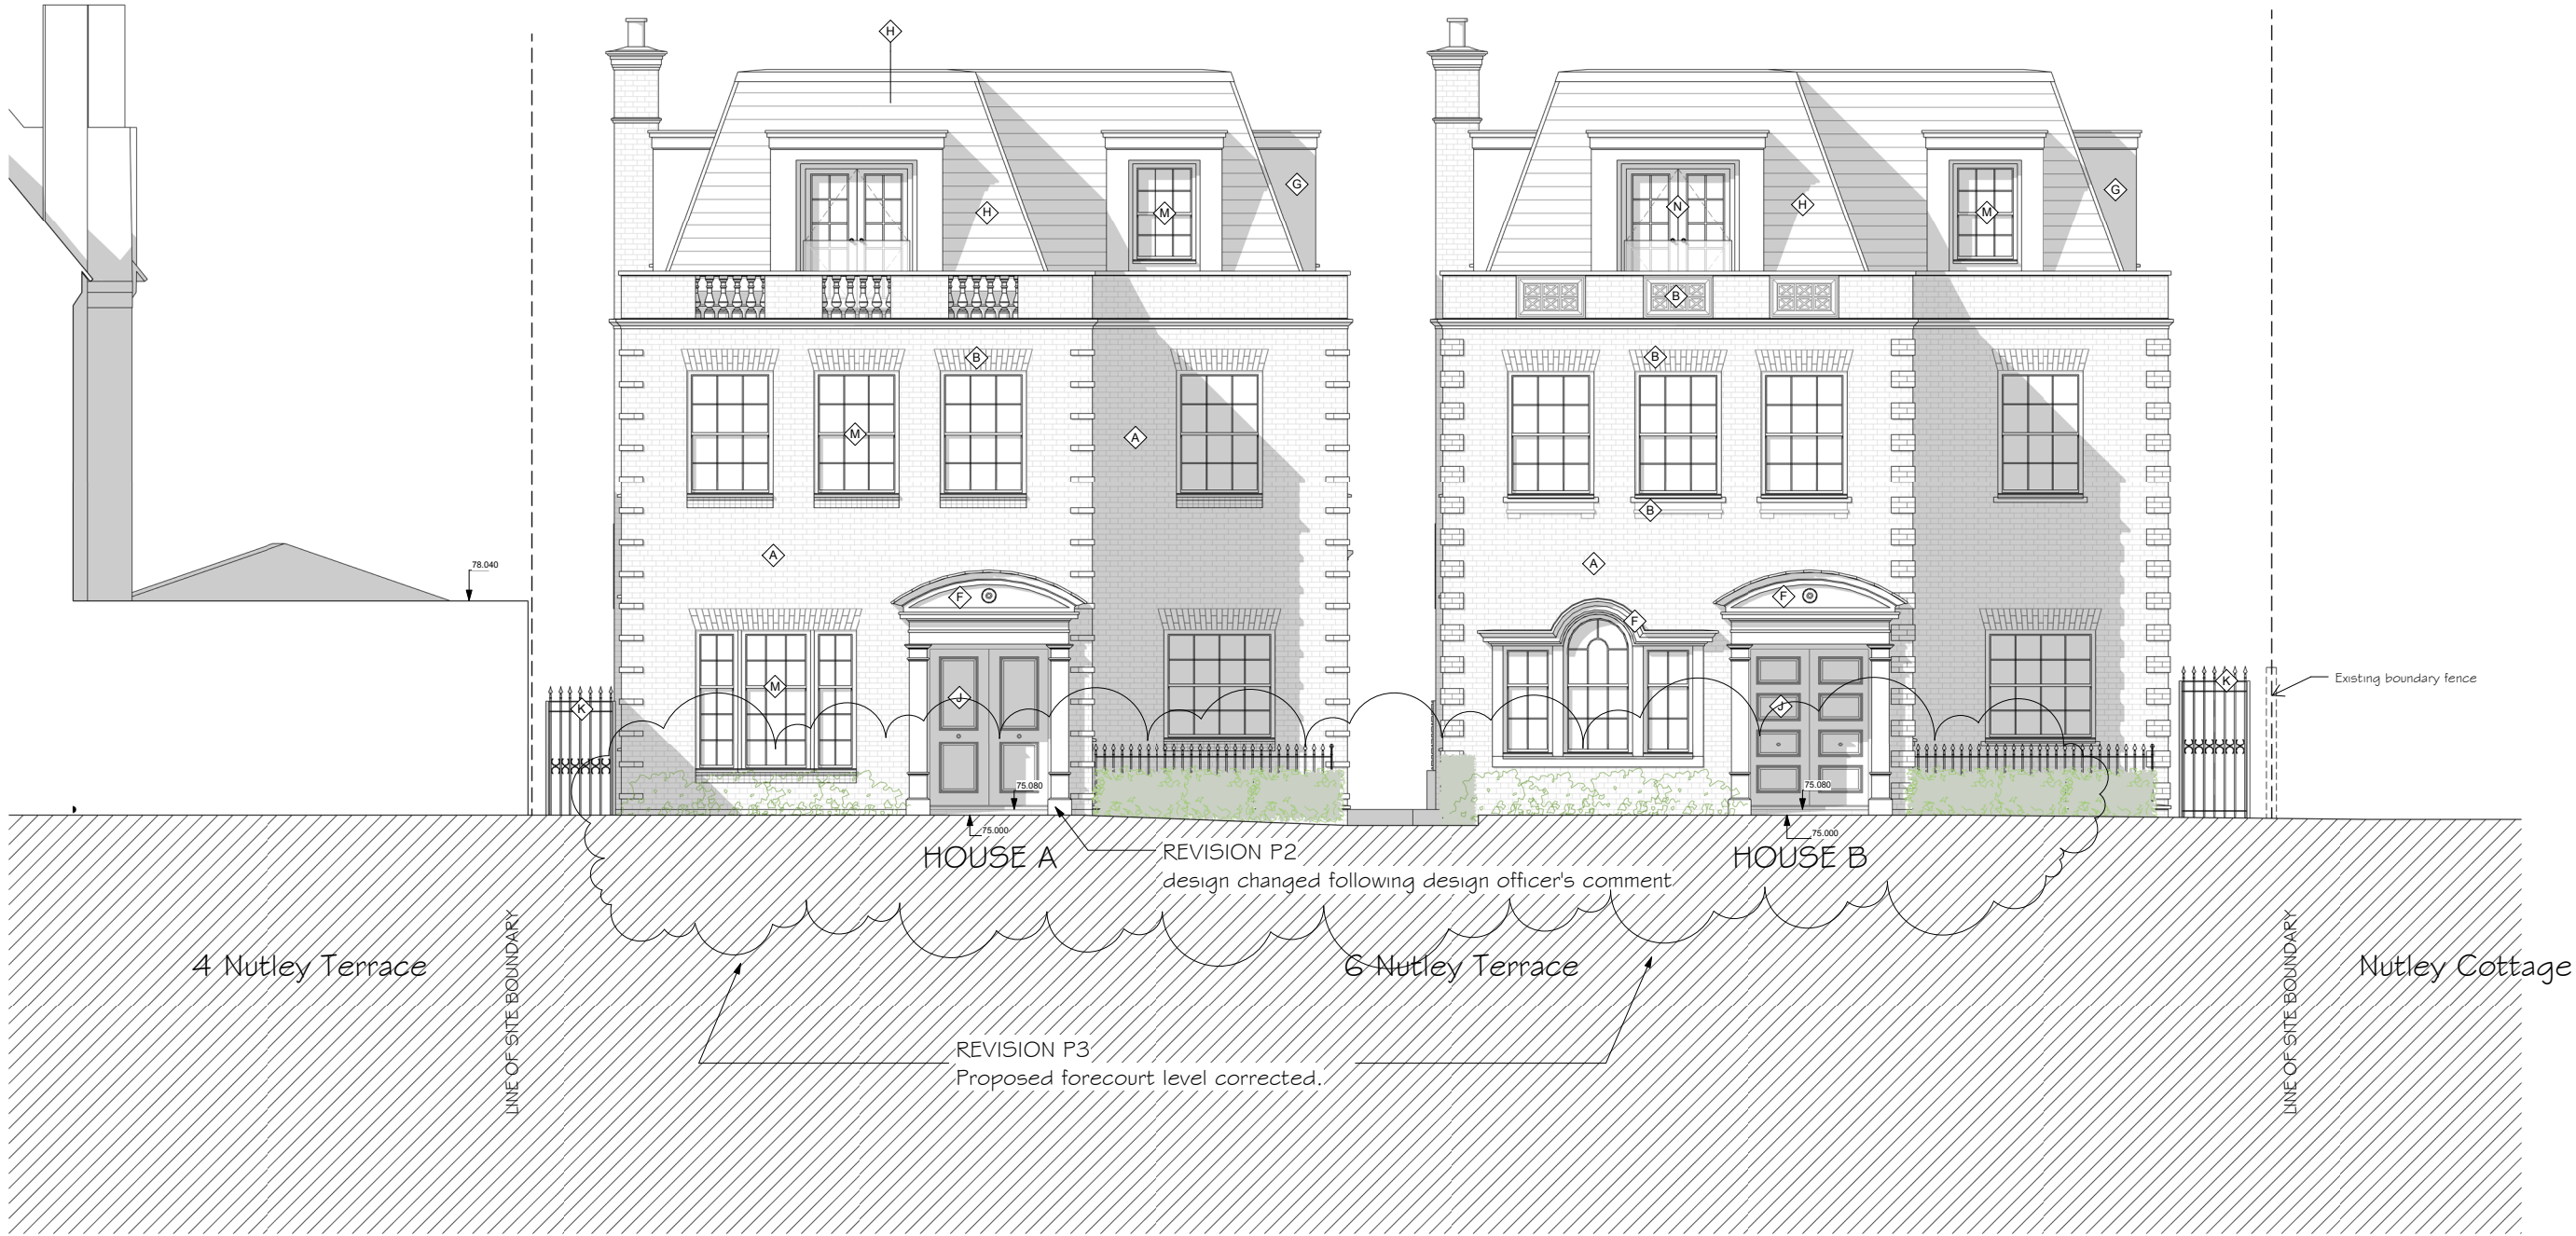 H
G
G
M
N
H
M
H
B
B
B
M
A
B
A
A
78.040
F
F
F
M
J
K
J
K
Existing boundary fence
75.080
75.080
75.000
75.000
HOUSE A
HOUSE B
REVISION P2
design changed following design officer's comment
4 Nutley Terrace
6 Nutley Terrace
Nutley Cottage
LINE OF SITE BOUNDARY
LINE OF SITE BOUNDARY
REVISION P3
Proposed forecourt level corrected.